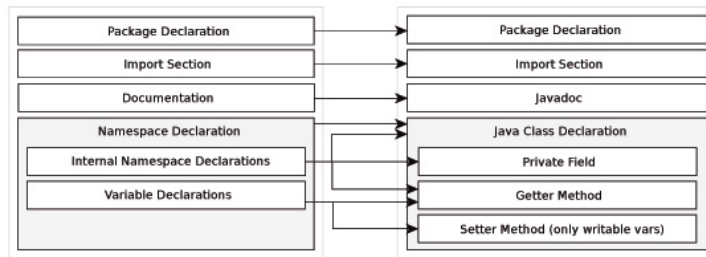 Package Declaration
Import Section
Documentation
Namespace Declaration
Internal Namespace Declarations
Variable Declarations
Package Declaration
Import Section
Javadoc
Java Class Declaration
Private Field
Getter Method
Setter Method (only writable vars)